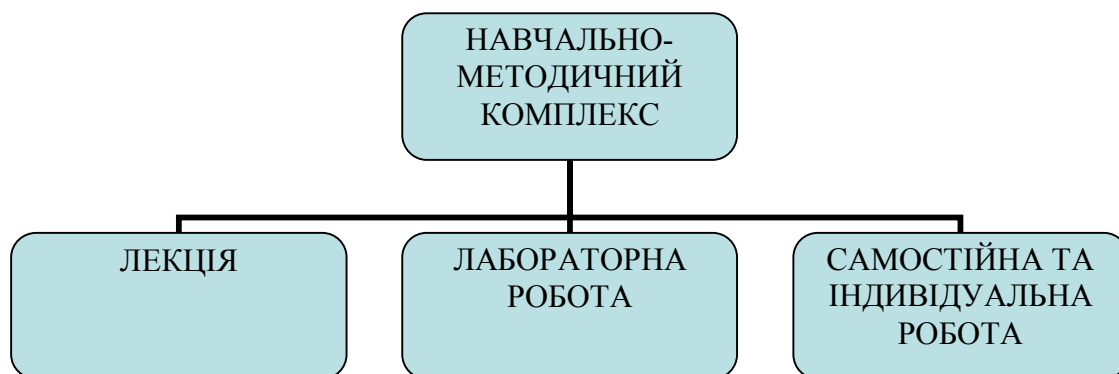 НАВЧАЛЬНО-
МЕТОДИЧНИЙ
КОМПЛЕКС
ЛЕКЦІЯ
ЛАБОРАТОРНА
РОБОТА
САМОСТІЙНА ТА
ІНДИВІДУАЛЬНА
РОБОТА